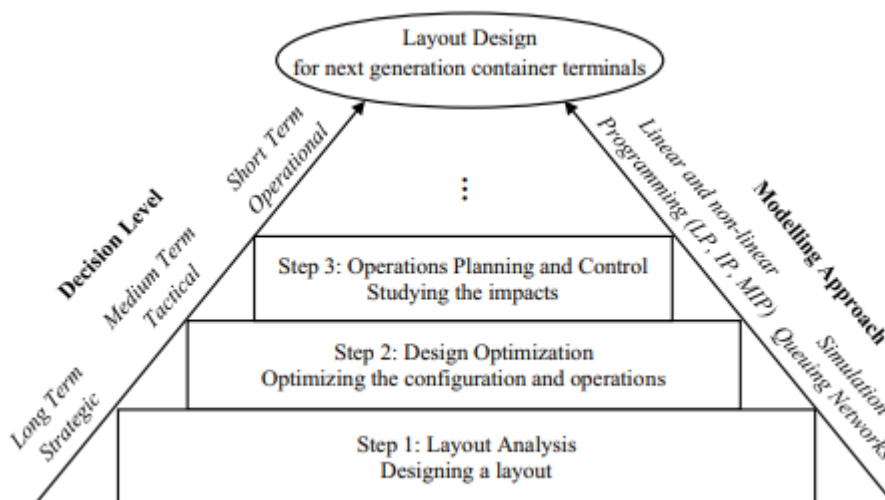 Layout Design
for next generation container terminals
Short Term
Operational
Linear and non-linear
Programming (LP, IP, MIP)
Decision Level
Modelling Approach
Medium Term
Tactical
⋮
Step 3: Operations Planning and Control
Studying the impacts
Step 2: Design Optimization
Optimizing the configuration and operations
Simulation
Queuing Networks
Long Term
Strategic
Step 1: Layout Analysis
Designing a layout